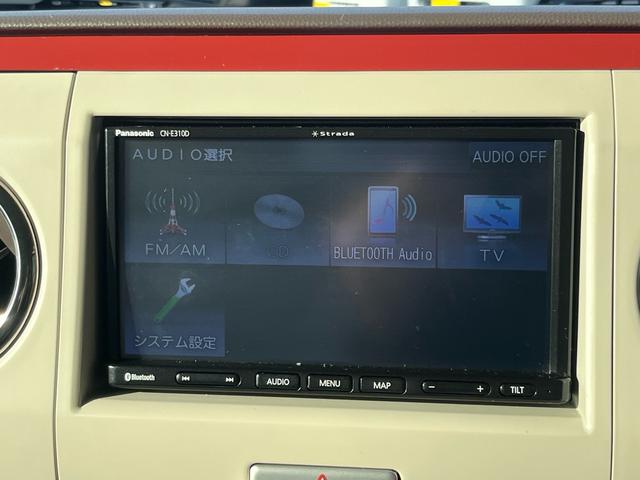 Panasonic CN-E310D Strada
AUDIO選択 AUDIO OFF
FM/AM CD BLUETOOTH Audio TV
システム設定
Bluetooth AUDIO MENU MAP − + TILT